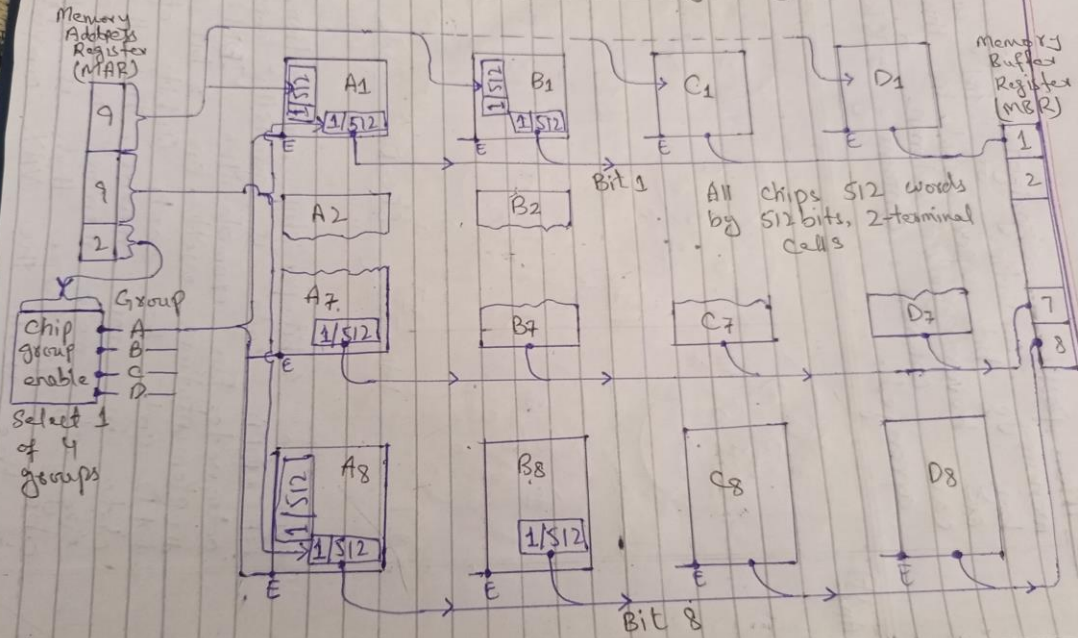 Memory
Address
Register
(MAR)
9
9
2
Group
Chip
group
enable
A
B
C
D
Select 1
of 4
groups
A1
1/512
1/512
E
B1
1/512
1/512
E
C1
E
D1
E
Memory
Buffer
Register
(MBR)
1
2
7
8
Bit 1
All chips 512 words
by 512 bits, 2-terminal
Calls
A2
B2
A7
1/512
E
B7
C7
D7
A8
1/512
1/512
E
B8
1/512
E
C8
E
D8
E
Bit 8